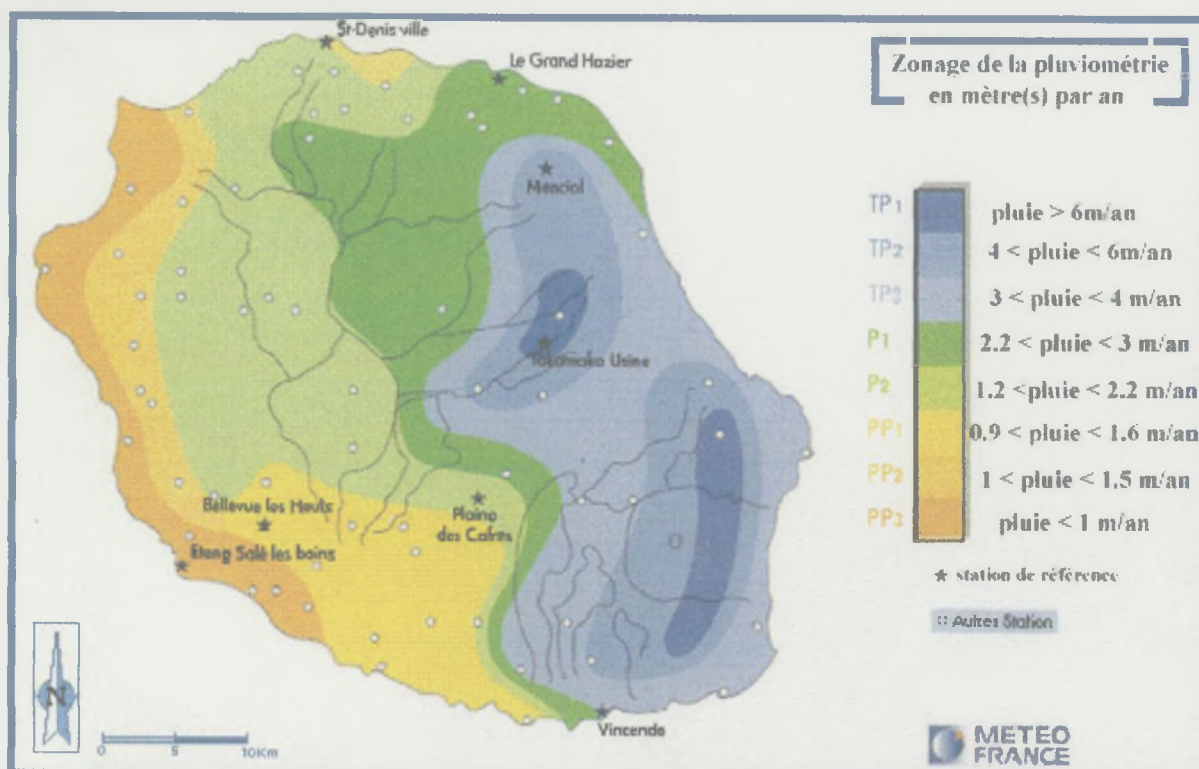 St-Denis ville
Le Grand Hazier
Menciol
Takamaka Usine
Bellevue les Hauts
Plaine
des Cafres
Etang Salé les bains
Vincendo
N
0 5 10Km
Zonage de la pluviométrie
en mètre(s) par an
TP1 pluie > 6m/an
TP2 4 < pluie < 6m/an
TP3 3 < pluie < 4 m/an
P1 2.2 < pluie < 3 m/an
P2 1.2 <pluie < 2.2 m/an
PP1 0.9 < pluie < 1.6 m/an
PP2 1 < pluie < 1.5 m/an
PP3 pluie < 1 m/an
★ station de référence
Autres Station
METEO
FRANCE